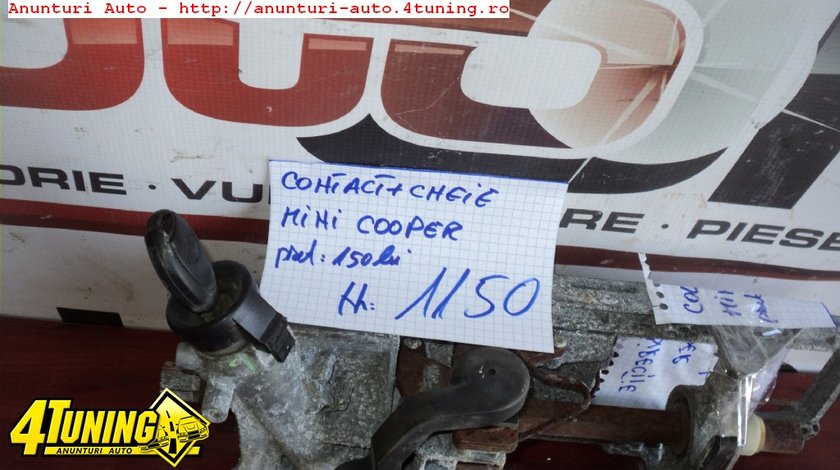 Anunturi Auto - http://anunturi-auto.4tuning.ro
ORIE · VU
RE · PIESE
CONTACT+CHEIE
MINI COOPER
pret: 150 lei
H: 1150
4TUNING
ANUNTURI AUTO